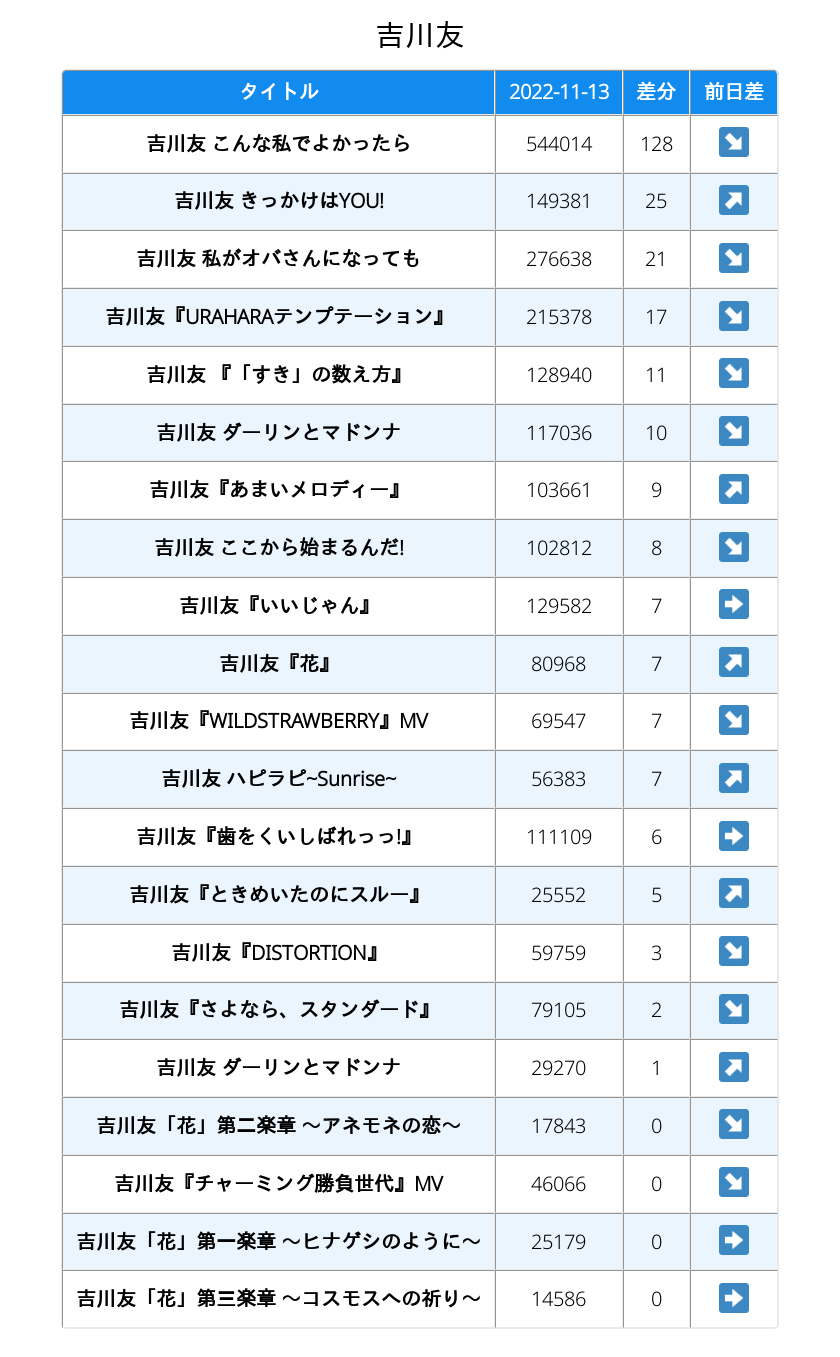 吉川友
タイトル 2022-11-13 差分 前日差
吉川友 こんな私でよかったら 544014 128 ↘
吉川友 きっかけはYOU! 149381 25 ↗
吉川友 私がオバさんになっても 276638 21 ↘
吉川友『URAHARAテンプテーション』 215378 17 ↘
吉川友 『「すき」の数え方』 128940 11 ↘
吉川友 ダーリンとマドンナ 117036 10 ↘
吉川友『あまいメロディー』 103661 9 ↗
吉川友 ここから始まるんだ! 102812 8 ↘
吉川友『いいじゃん』 129582 7 ➡
吉川友『花』 80968 7 ↗
吉川友『WILDSTRAWBERRY』MV 69547 7 ↘
吉川友 ハピラピ~Sunrise~ 56383 7 ↗
吉川友『歯をくいしばれっっ!』 111109 6 ➡
吉川友『ときめいたのにスルー』 25552 5 ↗
吉川友『DISTORTION』 59759 3 ↘
吉川友『さよなら、スタンダード』 79105 2 ↘
吉川友 ダーリンとマドンナ 29270 1 ↗
吉川友「花」第二楽章 〜アネモネの恋〜 17843 0 ↘
吉川友『チャーミング勝負世代』MV 46066 0 ↘
吉川友「花」第一楽章 〜ヒナゲシのように〜 25179 0 ➡
吉川友「花」第三楽章 〜コスモスへの祈り〜 14586 0 ➡